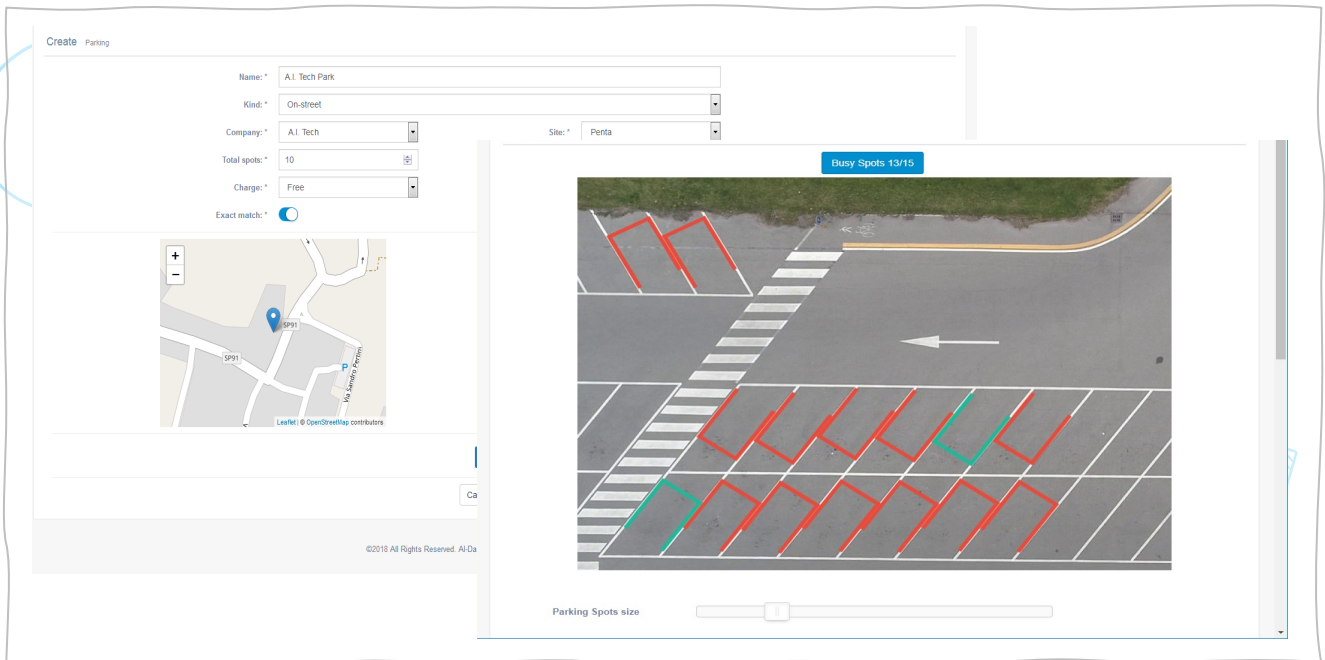 Create Parking
Name: * A.I. Tech Park
Kind: * On-street
Company: * A.I. Tech Site: * Penta
Total spots: * 10
Charge: * Free
Exact match: *
+
−
SP91
SP91
P
Via Sandro Pertini
Leaflet | © OpenStreetMap contributors
Ca
©2018 All Rights Reserved. AI-Da
Busy Spots 13/15
Parking Spots size